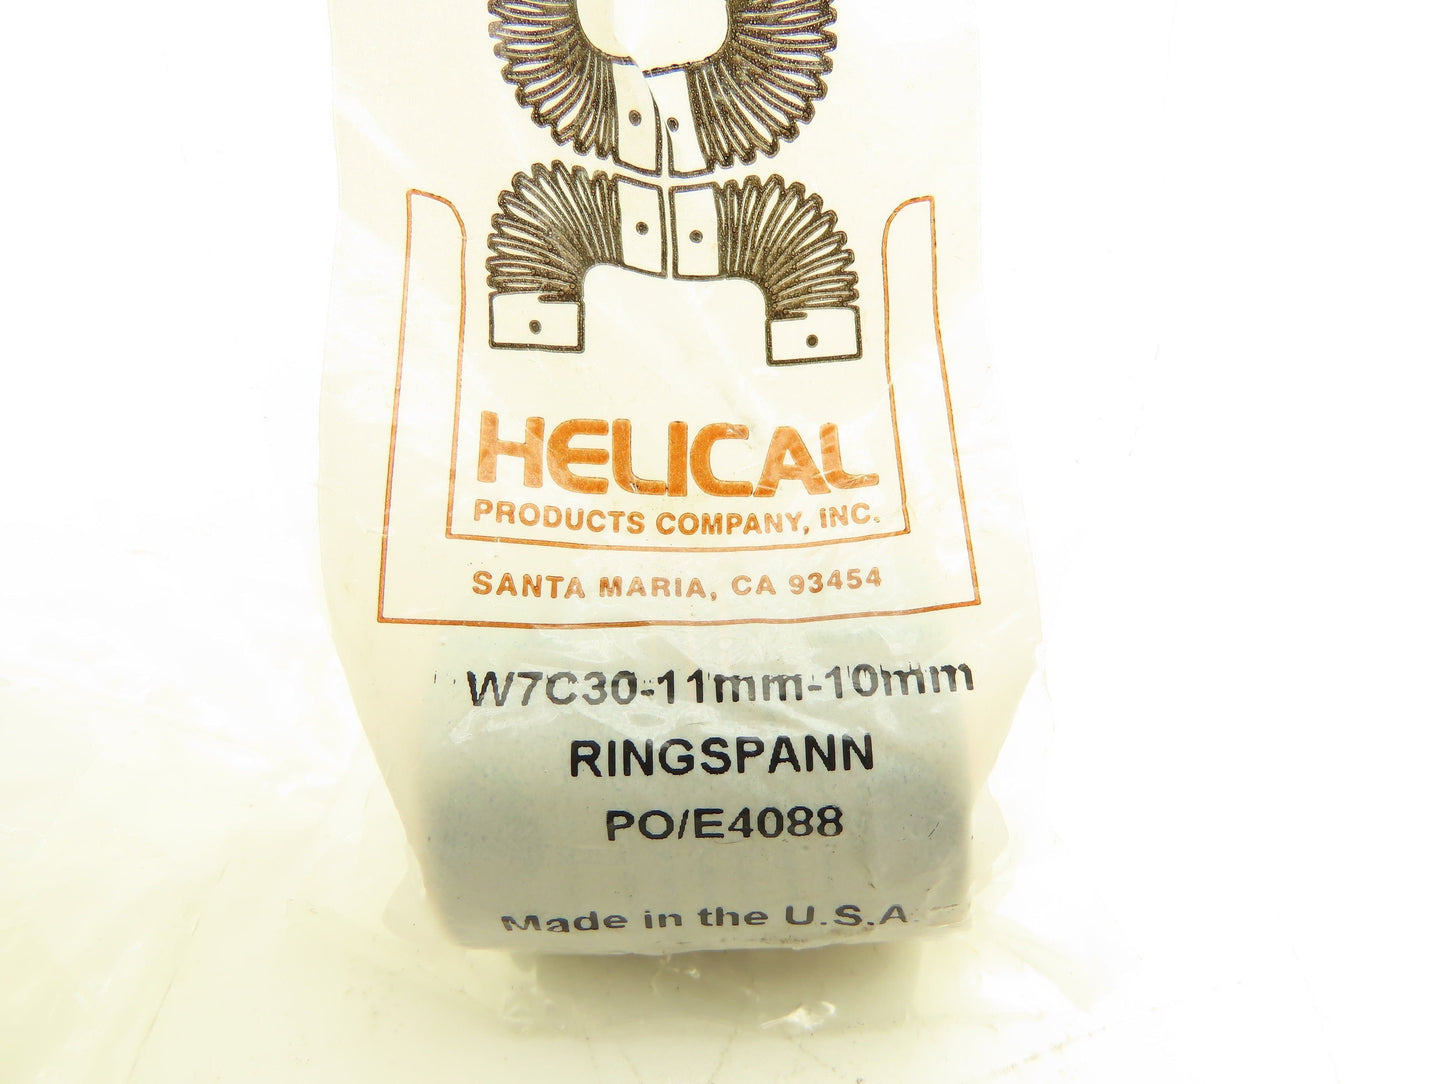 HELICAL
PRODUCTS COMPANY, INC.
SANTA MARIA, CA 93454
W7C30-11mm-10mm
RINGSPANN
PO/E4088
Made in the U.S.A.